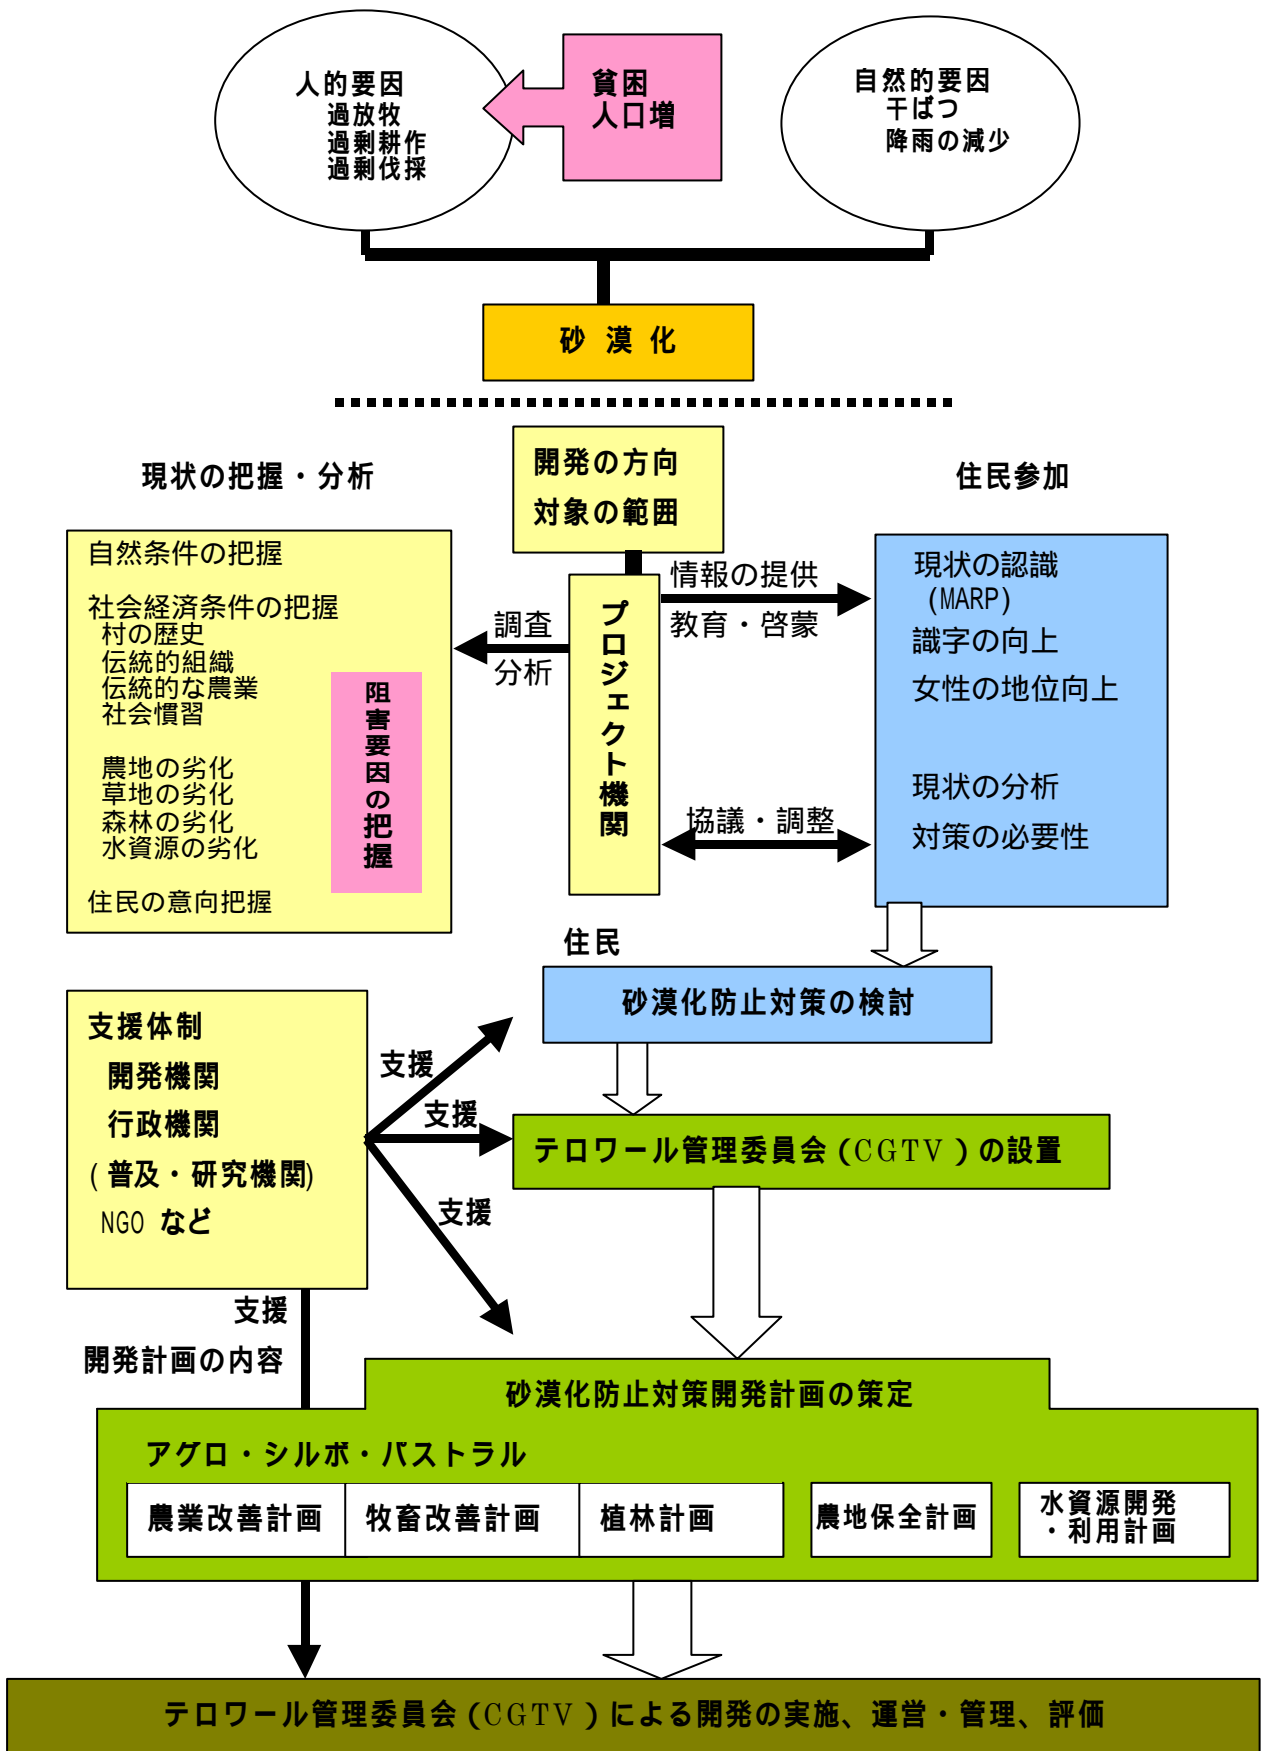 人的要因
過放牧
過剰耕作
過剰伐採
貧困
人口増
自然的要因
干ばつ
降雨の減少
砂 漠 化
現状の把握・分析
開発の方向
対象の範囲
住民参加
自然条件の把握
社会経済条件の把握
村の歴史
伝統的組織
伝統的な農業
社会慣習
農地の劣化
草地の劣化
森林の劣化
水資源の劣化
住民の意向把握
阻害要因の把握
調査
分析
プロジェクト機関
情報の提供
教育・啓蒙
協議・調整
現状の認識
(MARP)
識字の向上
女性の地位向上
現状の分析
対策の必要性
住民
砂漠化防止対策の検討
支援体制
開発機関
行政機関
(普及・研究機関)
NGO など
支援
支援
支援
テロワール管理委員会(CGTV)の設置
支援
開発計画の内容
砂漠化防止対策開発計画の策定
アグロ・シルボ・パストラル
農業改善計画
牧畜改善計画
植林計画
農地保全計画
水資源開発
・利用計画
テロワール管理委員会(CGTV)による開発の実施、運営・管理、評価